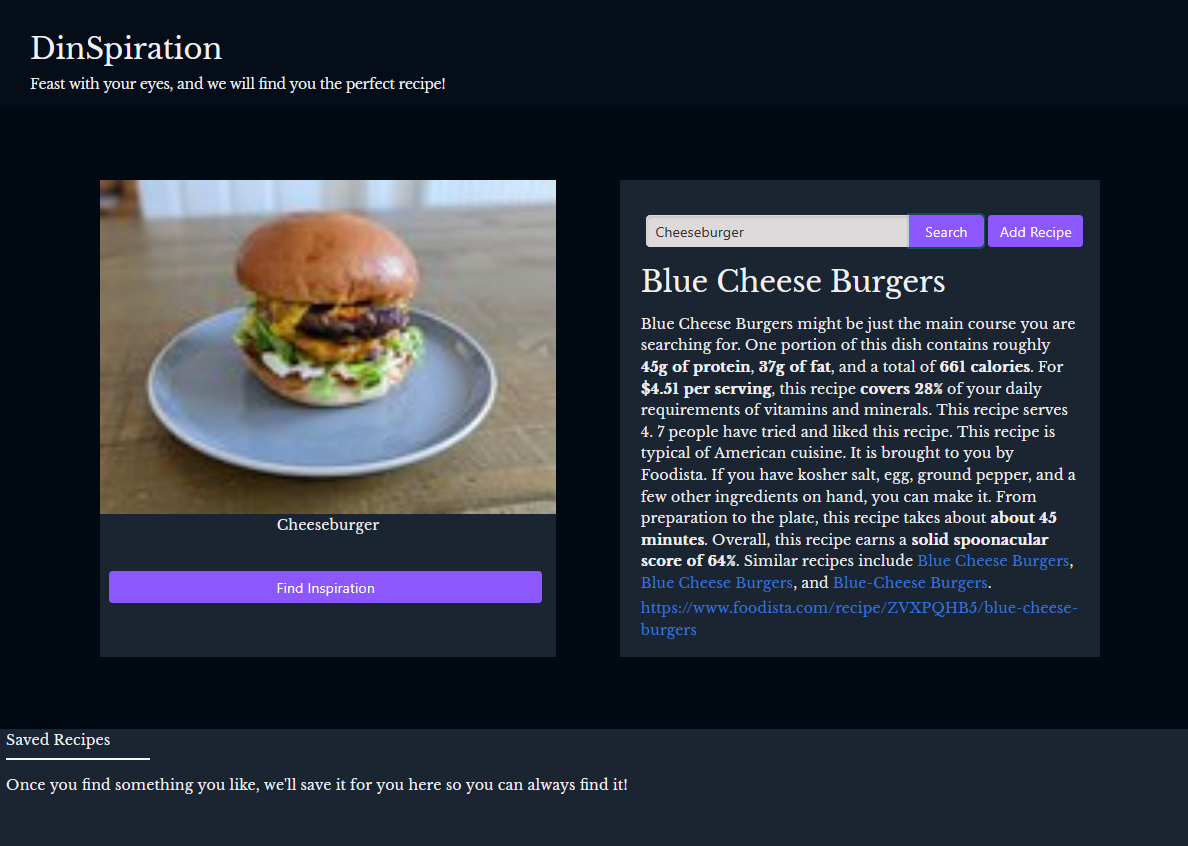 DinSpiration
Feast with your eyes, and we will find you the perfect recipe!
Cheeseburger
Find Inspiration
Cheeseburger
Search
Add Recipe
Blue Cheese Burgers
Blue Cheese Burgers might be just the main course you are
searching for. One portion of this dish contains roughly
45g of protein, 37g of fat, and a total of 661 calories. For
$4.51 per serving, this recipe covers 28% of your daily
requirements of vitamins and minerals. This recipe serves
4. 7 people have tried and liked this recipe. This recipe is
typical of American cuisine. It is brought to you by
Foodista. If you have kosher salt, egg, ground pepper, and a
few other ingredients on hand, you can make it. From
preparation to the plate, this recipe takes about about 45
minutes. Overall, this recipe earns a solid spoonacular
score of 64%. Similar recipes include Blue Cheese Burgers,
Blue Cheese Burgers, and Blue-Cheese Burgers.
https://www.foodista.com/recipe/ZVXPQHB5/blue-cheese-
burgers
Saved Recipes
Once you find something you like, we'll save it for you here so you can always find it!